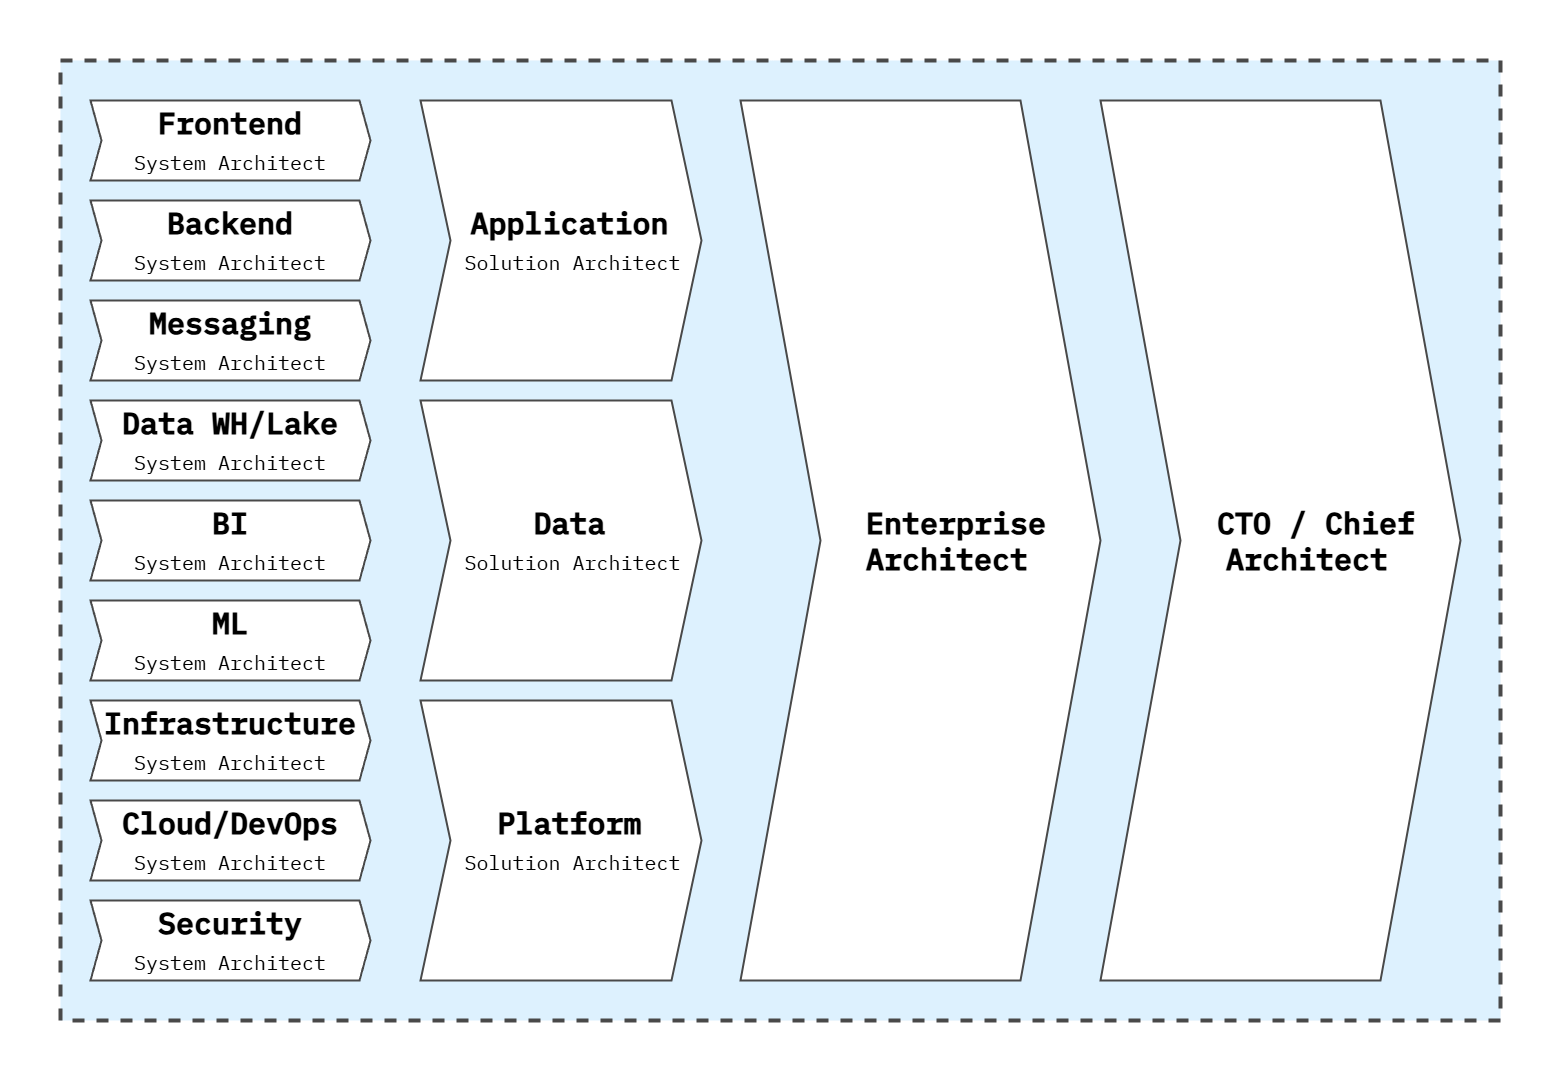 Frontend
System Architect
Backend
System Architect
Messaging
System Architect
Data WH/Lake
System Architect
BI
System Architect
ML
System Architect
Infrastructure
System Architect
Cloud/DevOps
System Architect
Security
System Architect
Application
Solution Architect
Data
Solution Architect
Platform
Solution Architect
Enterprise
Architect
CTO / Chief
Architect